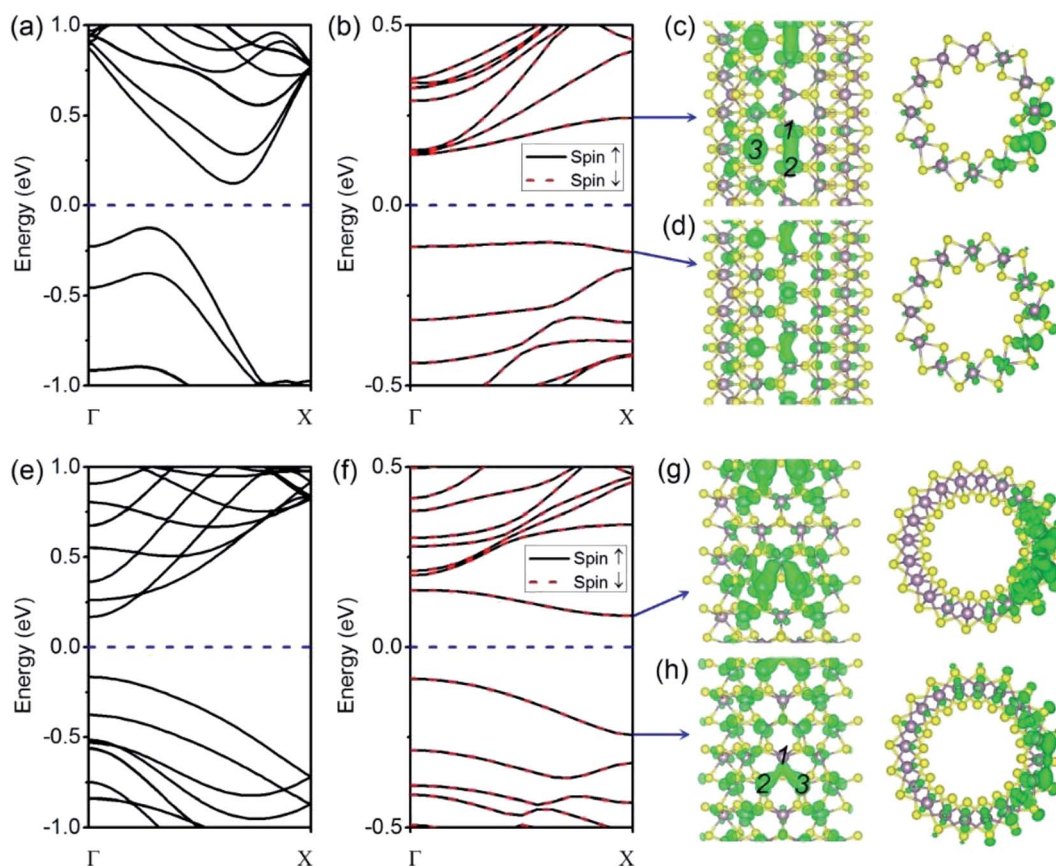 (a)
1.0
0.5
0.0
-0.5
-1.0
Energy (eV)
Γ
X
(b)
0.5
0.0
-0.5
Energy (eV)
Spin ↑
Spin ↓
Γ
X
(c)
1
3
2
(d)
(e)
1.0
0.5
0.0
-0.5
-1.0
Energy (eV)
Γ
X
(f)
0.5
0.0
-0.5
Energy (eV)
Spin ↑
Spin ↓
Γ
X
(g)
(h)
1
2 3